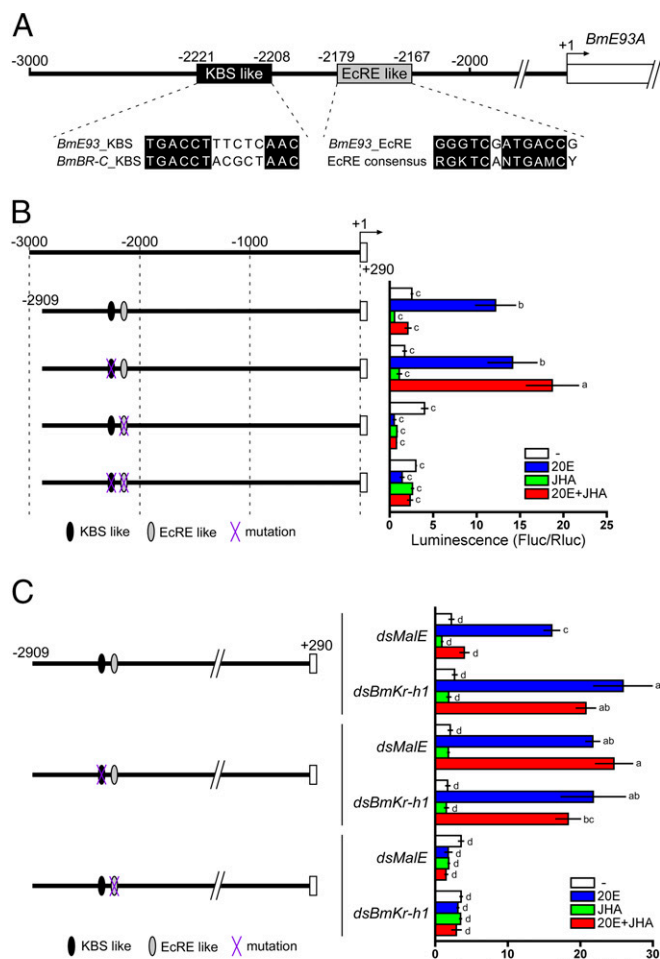 A
BmE93A
-3000 -2221 -2208 -2179 -2167 -2000 +1
KBS like EcRE like
BmE93_KBS TGACCTTTCTCAAC BmE93_EcRE GGGTCGATGACCG
BmBR-C_KBS TGACCTACGCTAAC EcRE consensus RGKTCANTGAMCY
B
-3000 -2000 -1000 +1
+290
-2909
c
b
c
c
c
b
c
a
c
c
c
c
c
c
c
c
-
20E
JHA
20E+JHA
0 5 10 15 20 25
Luminescence (Fluc/Rluc)
KBS like EcRE like mutation
C
-2909 +290
dsMalE
d
c
d
d
dsBmKr-h1
d
a
d
ab
dsMalE
d
ab
d
a
dsBmKr-h1
d
ab
d
bc
dsMalE
d
d
d
d
dsBmKr-h1
d
d
d
d
-
20E
JHA
20E+JHA
0 10 20 30
KBS like EcRE like mutation